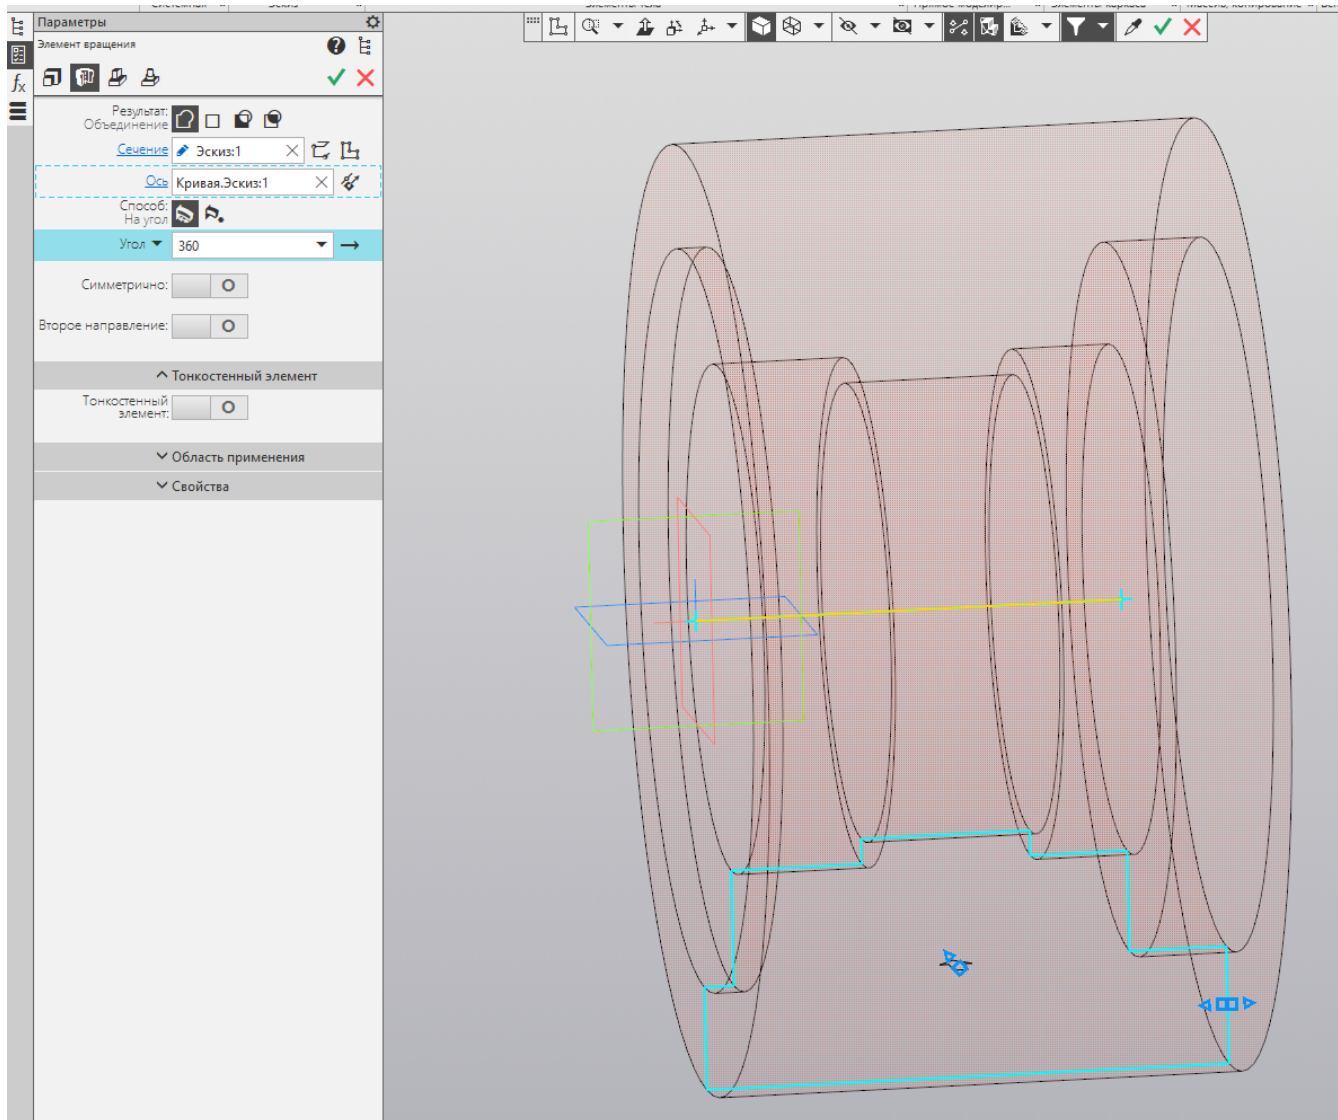 Параметры
Элемент вращения
Результат:
Объединение
Сечение Эскиз:1
Ось Кривая.Эскиз:1
Способ:
На угол
Угол 360
Симметрично:
Второе направление:
Тонкостенный элемент
Тонкостенный
элемент:
Область применения
Свойства